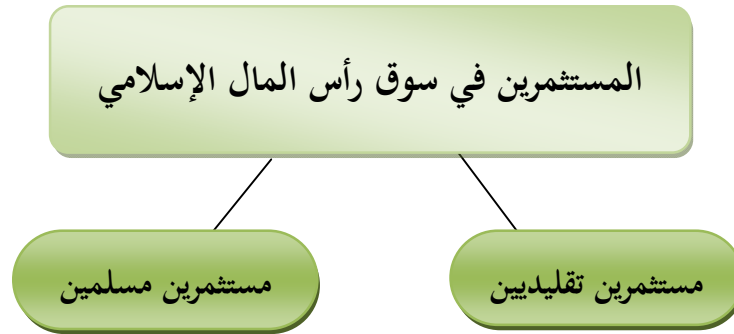 المستثمرين في سوق رأس المال الإسلامي
مستثمرين تقليديين
مستثمرين مسلمين